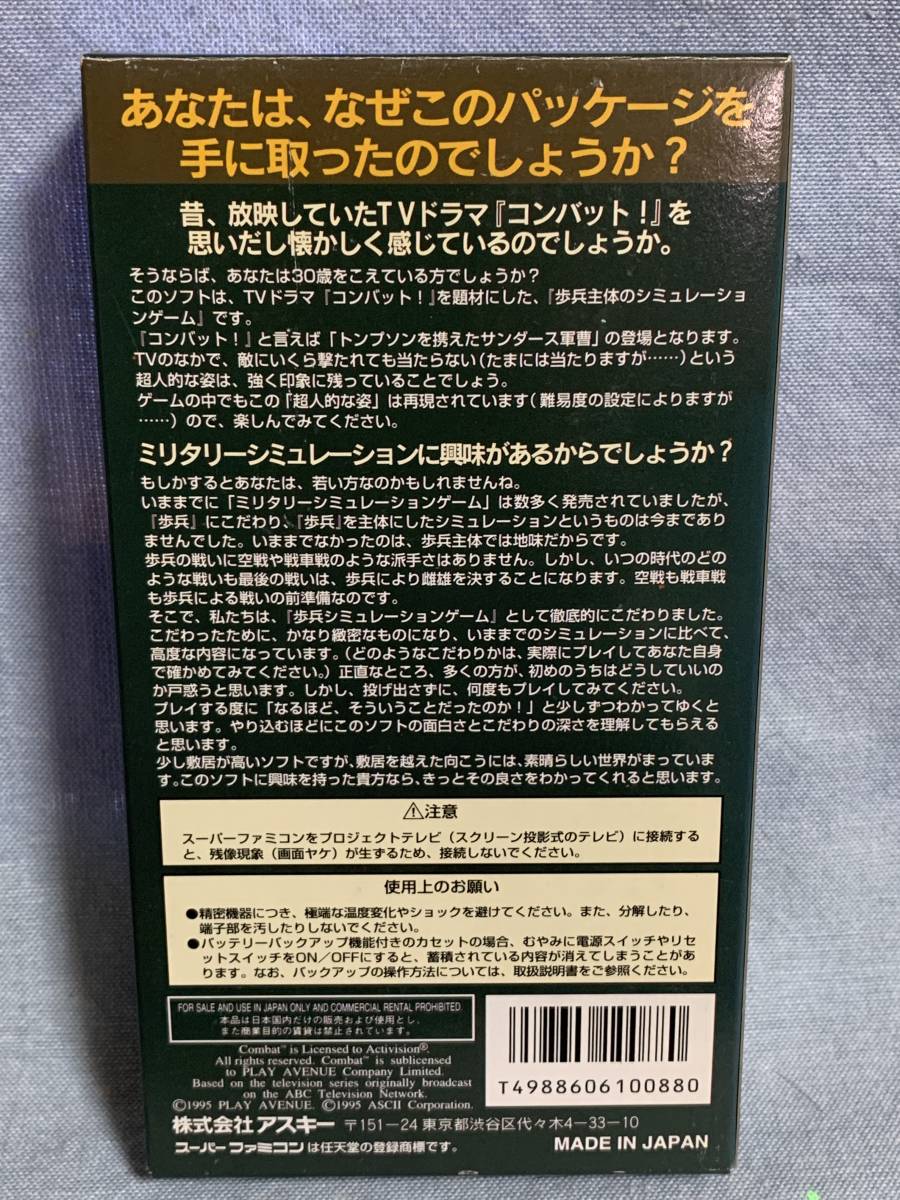 あなたは、なぜこのパッケージを
手に取ったのでしょうか？
昔、放映していたTVドラマ『コンバット！』を
思いだし懐かしく感じているのでしょうか。
そうならば、あなたは30歳をこえている方でしょうか？
このソフトは、TVドラマ『コンバット！』を題材にした、『歩兵主体のシミュレーショ
ンゲーム』です。
『コンバット！』と言えば「トンプソンを携えたサンダース軍曹」の登場となります。
TVのなかで、敵にいくら撃たれても当たらない（たまには当たりますが……）という
超人的な姿は、強く印象に残っていることでしょう。
ゲームの中でもこの『超人的な姿』は再現されています（難易度の設定によりますが
……）ので、楽しんでみてください。
ミリタリーシミュレーションに興味があるからでしょうか？
もしかするとあなたは、若い方なのかもしれませんね。
いままでに「ミリタリーシミュレーションゲーム」は数多く発売されていましたが、
『歩兵』にこだわり、『歩兵』を主体にしたシミュレーションというものは今まであり
ませんでした。いままでなかったのは、歩兵主体では地味だからです。
歩兵の戦いに空戦や戦車戦のような派手さはありません。しかし、いつの時代のどの
ような戦いも最後の戦いは、歩兵により雌雄を決することになります。空戦も戦車戦
も歩兵による戦いの前準備なのです。
そこで、私たちは、『歩兵シミュレーションゲーム』として徹底的にこだわりました。
こだわったために、かなり緻密なものになり、いままでのシミュレーションに比べて、
高度な内容になっています。（どのようなこだわりかは、実際にプレイしてあなた自身
で確かめてみてください。）正直なところ、多くの方が、初めのうちはどうしていいの
か戸惑うと思います。しかし、投げ出さずに、何度もプレイしてみてください。
プレイする度に「なるほど、そういうことだったのか！」と少しずつわかってゆくと
思います。やり込むほどにこのソフトの面白さとこだわりの深さを理解してもらえる
と思います。
少し敷居が高いソフトですが、敷居を越えた向こうには、素晴らしい世界がまっていま
す。このソフトに興味を持った貴方なら、きっとその良さをわかってくれると思います。
⚠注意
スーパーファミコンをプロジェクトテレビ（スクリーン投影式のテレビ）に接続する
と、残像現象（画面ヤケ）が生ずるため、接続しないでください。
使用上のお願い
●精密機器につき、極端な温度変化やショックを避けてください。また、分解したり、
端子部を汚したりしないでください。
●バッテリーバックアップ機能付きのカセットの場合、むやみに電源スイッチやリセ
ットスイッチをON／OFFにすると、蓄積されている内容が消えてしまうことがあ
ります。なお、バックアップの操作方法については、取扱説明書をご参照ください。
FOR SALE AND USE IN JAPAN ONLY AND COMMERCIAL RENTAL PROHIBITED.
本品は日本国内だけの販売および使用とし、
また商業目的の賃貸は禁止されています。
Combat™ is Licensed to Activision®.
All rights reserved. Combat™ is sublicensed
to PLAY AVENUE Company Limited.
Based on the television series originally broadcast
on the ABC Television Network.
©1995 PLAY AVENUE. ©1995 ASCII Corporation.
T4988606100880
株式会社アスキー 〒151-24 東京都渋谷区代々木4-33-10
スーパーファミコンは任天堂の登録商標です。
MADE IN JAPAN